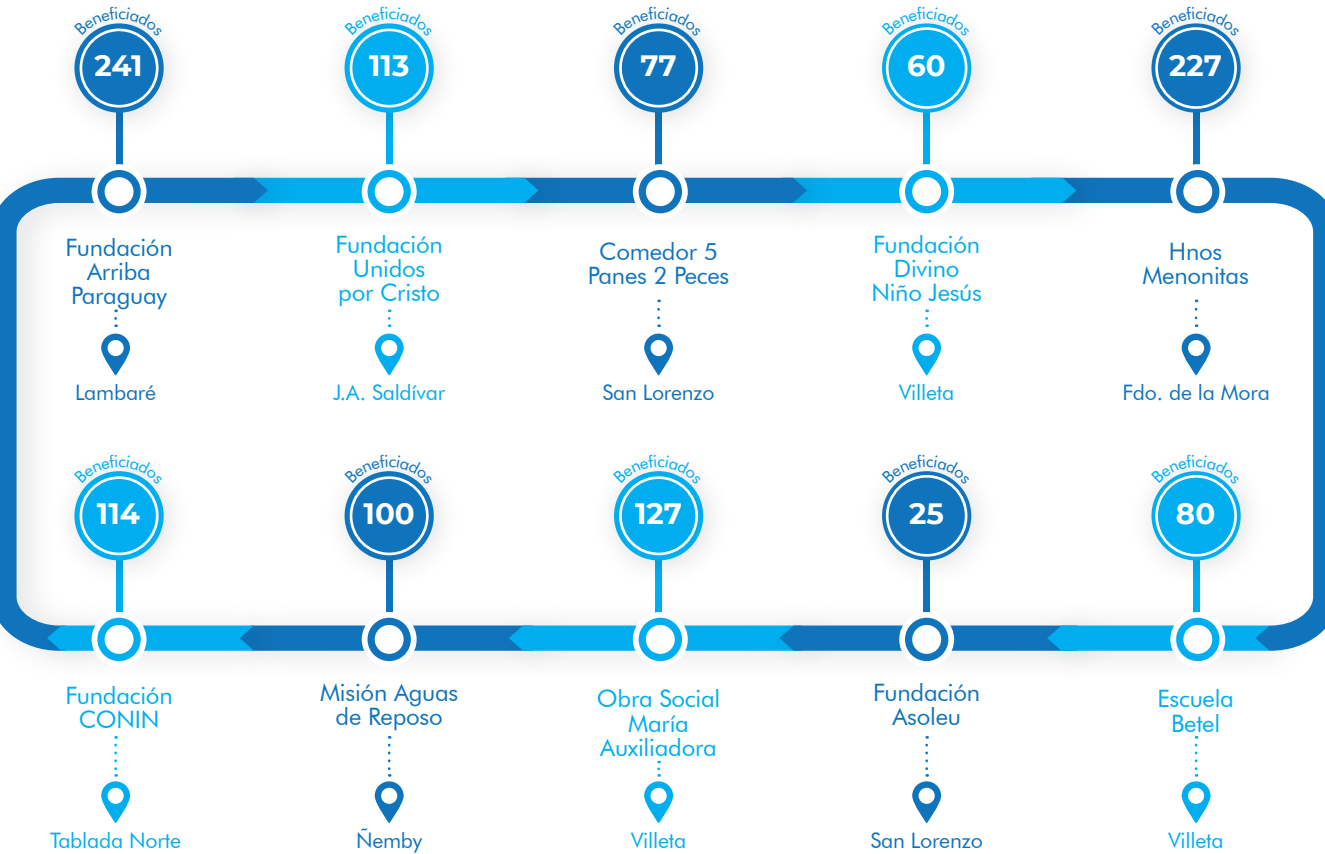 Beneficiados
241
Fundación
Arriba
Paraguay
Lambaré
Beneficiados
113
Fundación
Unidos
por Cristo
J.A. Saldívar
Beneficiados
77
Comedor 5
Panes 2 Peces
San Lorenzo
Beneficiados
60
Fundación
Divino
Niño Jesús
Villeta
Beneficiados
227
Hnos
Menonitas
Fdo. de la Mora
Beneficiados
114
Fundación
CONIN
Tablada Norte
Beneficiados
100
Misión Aguas
de Reposo
Ñemby
Beneficiados
127
Obra Social
María
Auxiliadora
Villeta
Beneficiados
25
Fundación
Asoleu
San Lorenzo
Beneficiados
80
Escuela
Betel
Villeta